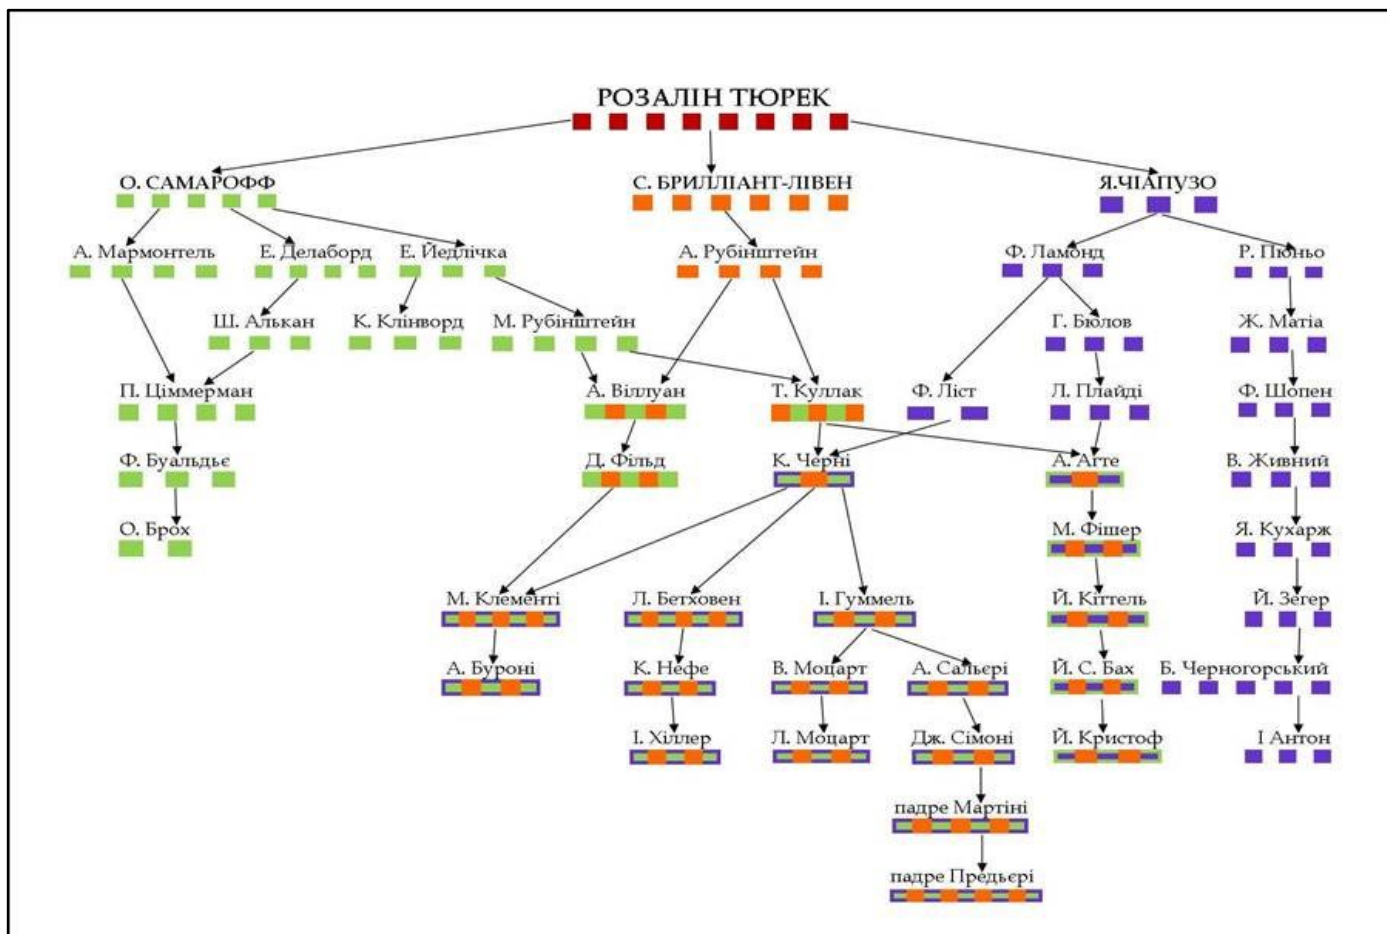 РОЗАЛІН ТЮРЕК
О. САМАРОФФ С. БРИЛЛІАНТ-ЛІВЕН Я.ЧІАПУЗО
А. Мармонтель Е. Делаборд Е. Йедлічка А. Рубінштейн Ф. Ламонд Р. Пюньо
Ш. Алькан К. Клінворд М. Рубінштейн Г. Бюлов Ж. Матіа
П. Ціммерман А. Віллуан Т. Куллак Ф. Ліст Л. Плайді Ф. Шопен
Ф. Буальдьє Д. Фільд К. Черні А. Агте В. Живний
О. Брох М. Фішер Я. Кухарж
М. Клементі Л. Бетховен І. Гуммель Й. Кіттель Й. Зегер
А. Буроні К. Нефе В. Моцарт А. Сальєрі Й. С. Бах Б. Черногорський
І. Хіллер Л. Моцарт Дж. Сімоні Й. Кристоф І Антон
падре Мартіні
падре Предьєрі